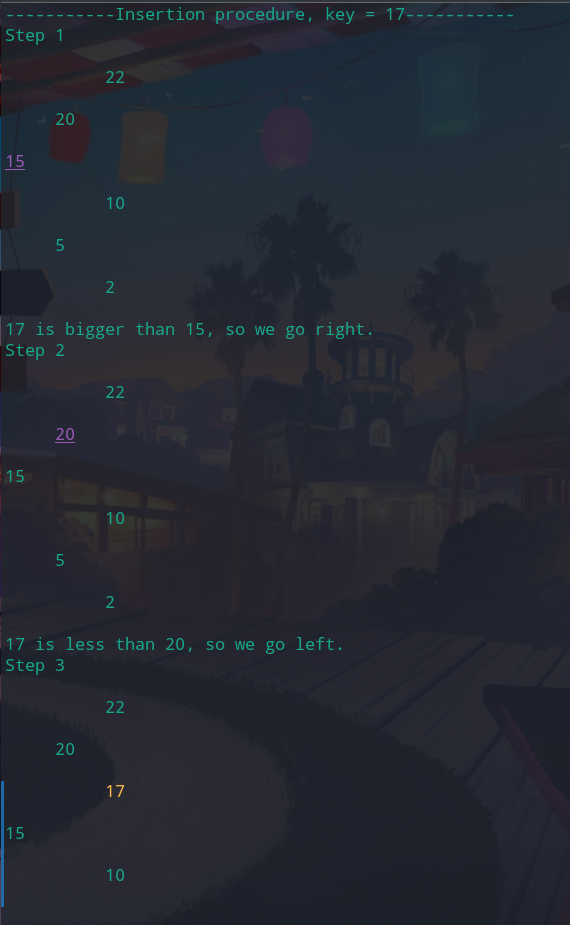 -----------Insertion procedure, key = 17-----------
Step 1
22
20
15
10
5
2
17 is bigger than 15, so we go right.
Step 2
22
20
15
10
5
2
17 is less than 20, so we go left.
Step 3
22
20
17
15
10